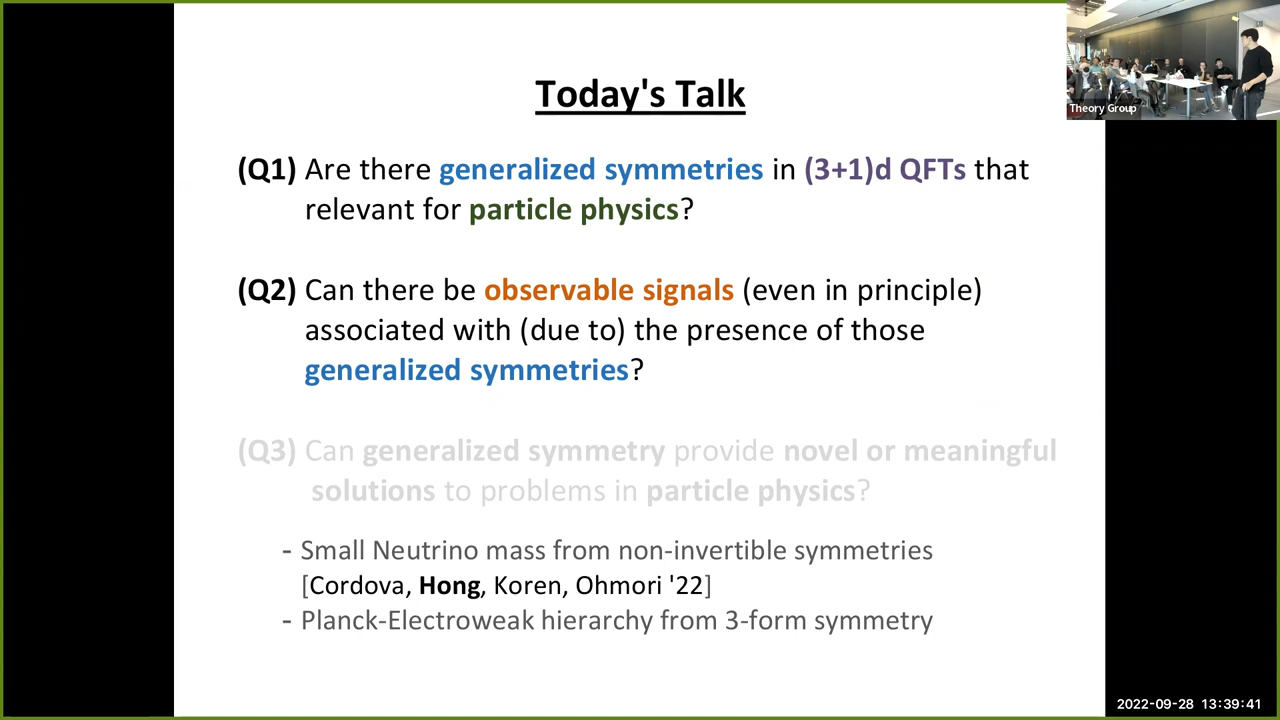 Today's Talk
Theory Group
(Q1) Are there generalized symmetries in (3+1)d QFTs that
relevant for particle physics?
(Q2) Can there be observable signals (even in principle)
associated with (due to) the presence of those
generalized symmetries?
(Q3) Can generalized symmetry provide novel or meaningful
solutions to problems in particle physics?
- Small Neutrino mass from non-invertible symmetries
[Cordova, Hong, Koren, Ohmori '22]
- Planck-Electroweak hierarchy from 3-form symmetry
2022-09-28 13:39:41